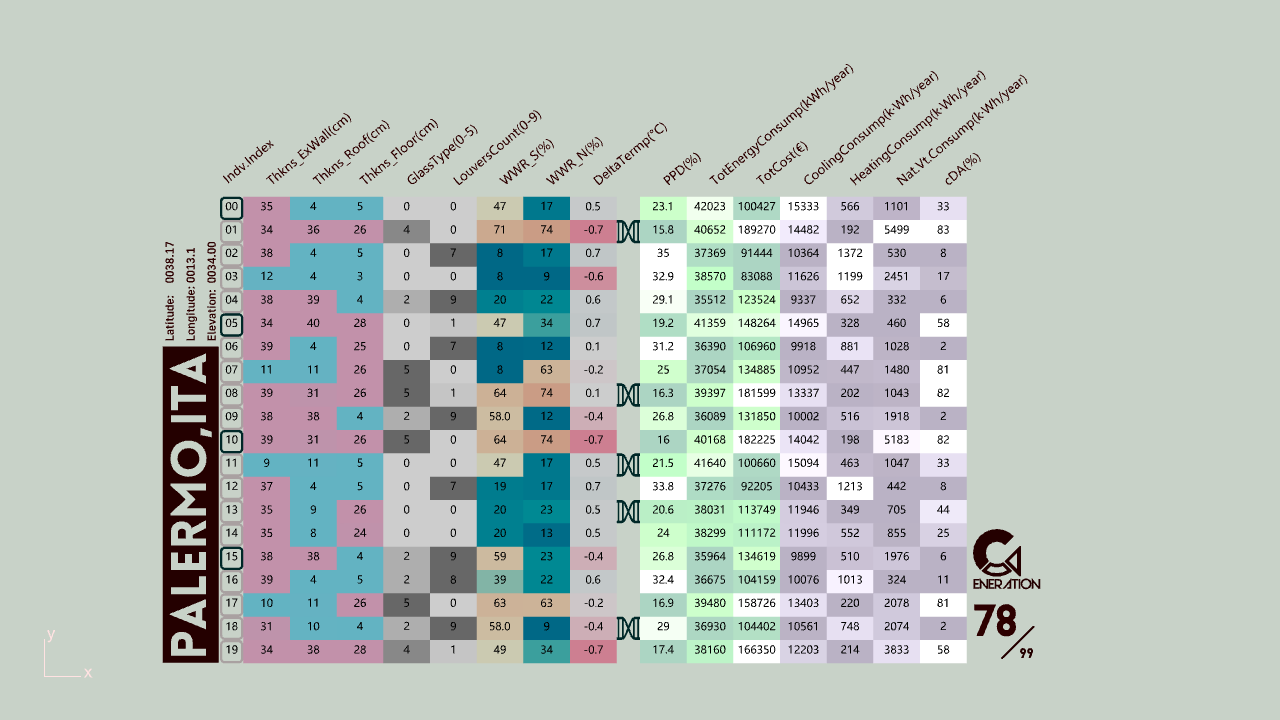 Indv.Index Thkns_ExWall(cm) Thkns_Roof(cm) Thkns_Floor(cm) GlassType(0-5) LouversCount(0-9) WWR_S(%) WWR_N(%) DeltaTermp(°C) PPD(%) TotEnergyConsump(kWh/year) TotCost(€) CoolingConsump(k·Wh/year) HeatingConsump(k·Wh/year) Nat.Vt.Consump(k·Wh/year) cDA(%)
00 35 4 5 0 0 47 17 0.5 23.1 42023 100427 15333 566 1101 33
01 34 36 26 4 0 71 74 -0.7 15.8 40652 189270 14482 192 5499 83
02 38 4 5 0 7 8 17 0.7 35 37369 91444 10364 1372 530 8
03 12 4 3 0 0 8 9 -0.6 32.9 38570 83088 11626 1199 2451 17
04 38 39 4 2 9 20 22 0.6 29.1 35512 123524 9337 652 332 6
05 34 40 28 0 1 47 34 0.7 19.2 41359 148264 14965 328 460 58
06 39 4 25 0 7 8 12 0.1 31.2 36390 106960 9918 881 1028 2
07 11 11 26 5 0 8 63 -0.2 25 37054 134885 10952 447 1480 81
08 39 31 26 5 1 64 74 0.1 16.3 39397 181599 13337 202 1043 82
09 38 38 4 2 9 58.0 12 -0.4 26.8 36089 131850 10002 516 1918 2
10 39 31 26 5 0 64 74 -0.7 16 40168 182225 14042 198 5183 82
11 9 11 5 0 0 47 17 0.5 21.5 41640 100660 15094 463 1047 33
12 37 4 5 0 7 19 17 0.7 33.8 37276 92205 10433 1213 442 8
13 35 9 26 0 0 20 23 0.5 20.6 38031 113749 11946 349 705 44
14 35 8 24 0 0 20 13 0.5 24 38299 111172 11996 552 855 25
15 38 38 4 2 9 59 23 -0.4 26.8 35964 134619 9899 510 1976 6
16 39 4 5 2 8 39 22 0.6 32.4 36675 104159 10076 1013 324 11
17 10 11 26 5 0 63 63 -0.2 16.9 39480 158726 13403 220 2078 81
18 31 10 4 2 9 58.0 9 -0.4 29 36930 104402 10561 748 2074 2
19 34 38 28 4 1 49 34 -0.7 17.4 38160 166350 12203 214 3833 58
Latitude: 0038.17
Longitude: 0013.1
Elevation: 0034.00
PALERMO,ITA
GENERATION
78/99
y
x